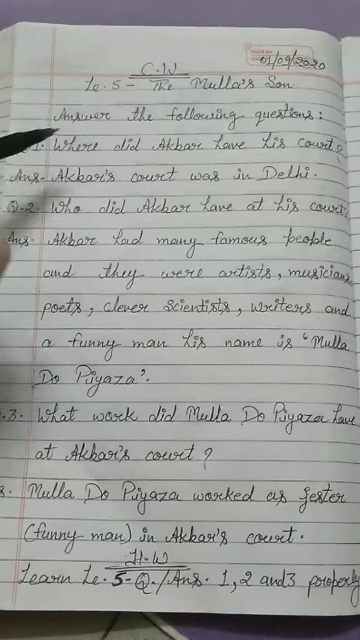 01/09/2020
C.W
Le. 5 - The Mulla's Son
Answer the following questions:
1. Where did Akbar have his court?
Ans- Akbar's court was in Delhi.
Q.2. Who did Akbar have at his court?
Ans- Akbar had many famous people
and they were artists, musicians
poets, clever scientists, writers and
a funny man his name is 'Mulla
Do Piyaza'.
.3. What work did Mulla Do Piyaza have
at Akbar's court?
s. Mulla Do Piyaza worked as jester
(funny man) in Akbar's court.
H.W
Learn Le. 5-Q./Ans. 1, 2 and 3 properly